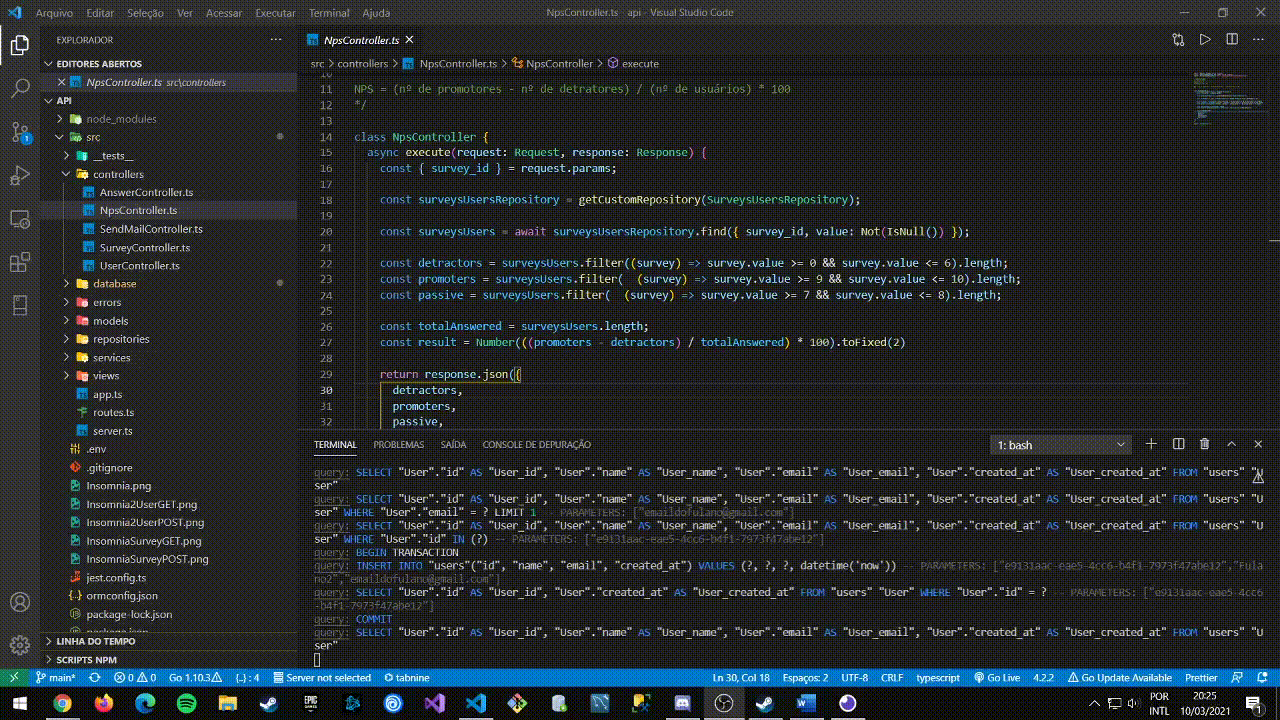 Arquivo Editar Seleção Ver Acessar Executar Terminal Ajuda NpsController.ts api - Visual Studio Code
EXPLORADOR
EDITORES ABERTOS
NpsController.ts src\controllers
API
node_modules
src
__tests__
controllers
AnswerController.ts
NpsController.ts
SendMailController.ts
SurveyController.ts
UserController.ts
database
errors
models
repositories
services
views
app.ts
routes.ts
server.ts
.env
.gitignore
Insomnia.png
Insomnia2UserGET.png
Insomnia2UserPOST.png
InsomniaSurveyGET.png
InsomniaSurveyPOST.png
jest.config.ts
ormconfig.json
package-lock.json
package.json
LINHA DO TEMPO
SCRIPTS NPM
NpsController.ts
src > controllers > NpsController.ts > NpsController > execute
10
11 NPS = (nº de promotores - nº de detratores) / (nº de usuários) * 100
12 */
13
14 class NpsController {
15 async execute(request: Request, response: Response) {
16 const { survey_id } = request.params;
17
18 const surveysUsersRepository = getCustomRepository(SurveysUsersRepository);
19
20 const surveysUsers = await surveysUsersRepository.find({ survey_id, value: Not(IsNull()) });
21
22 const detractors = surveysUsers.filter((survey) => survey.value >= 0 && survey.value <= 6).length;
23 const promoters = surveysUsers.filter( (survey) => survey.value >= 9 && survey.value <= 10).length;
24 const passive = surveysUsers.filter( (survey) => survey.value >= 7 && survey.value <= 8).length;
25
26 const totalAnswered = surveysUsers.length;
27 const result = Number(((promoters - detractors) / totalAnswered) * 100).toFixed(2)
28
29 return response.json({
30 detractors,
31 promoters,
32 passive,
TERMINAL PROBLEMAS SAÍDA CONSOLE DE DEPURAÇÃO 1: bash
query: SELECT "User"."id" AS "User_id", "User"."name" AS "User_name", "User"."email" AS "User_email", "User"."created_at" AS "User_created_at" FROM "users" "U
ser"
query: SELECT "User"."id" AS "User_id", "User"."name" AS "User_name", "User"."email" AS "User_email", "User"."created_at" AS "User_created_at" FROM "users" "U
ser" WHERE "User"."email" = ? LIMIT 1 -- PARAMETERS: ["emaildofulano@gmail.com"]
query: SELECT "User"."id" AS "User_id", "User"."name" AS "User_name", "User"."email" AS "User_email", "User"."created_at" AS "User_created_at" FROM "users" "U
ser" WHERE "User"."id" IN (?) -- PARAMETERS: ["e9131aac-eae5-4cc6-b4f1-7973f47abe12"]
query: BEGIN TRANSACTION
query: INSERT INTO "users"("id", "name", "email", "created_at") VALUES (?, ?, ?, datetime('now')) -- PARAMETERS: ["e9131aac-eae5-4cc6-b4f1-7973f47abe12","Fula
no2","emaildofulano@gmail.com"]
query: SELECT "User"."id" AS "User_id", "User"."created_at" AS "User_created_at" FROM "users" "User" WHERE "User"."id" = ? -- PARAMETERS: ["e9131aac-eae5-4cc6
-b4f1-7973f47abe12"]
query: COMMIT
query: SELECT "User"."id" AS "User_id", "User"."name" AS "User_name", "User"."email" AS "User_email", "User"."created_at" AS "User_created_at" FROM "users" "U
ser"
main* 0 0 Go 1.10.3 {..} : 4 Server not selected tabnine Ln 30, Col 18 Espaços: 2 UTF-8 CRLF typescript Go Live 4.2.2 Go Update Available Prettier
POR 20:25
INTL 10/03/2021